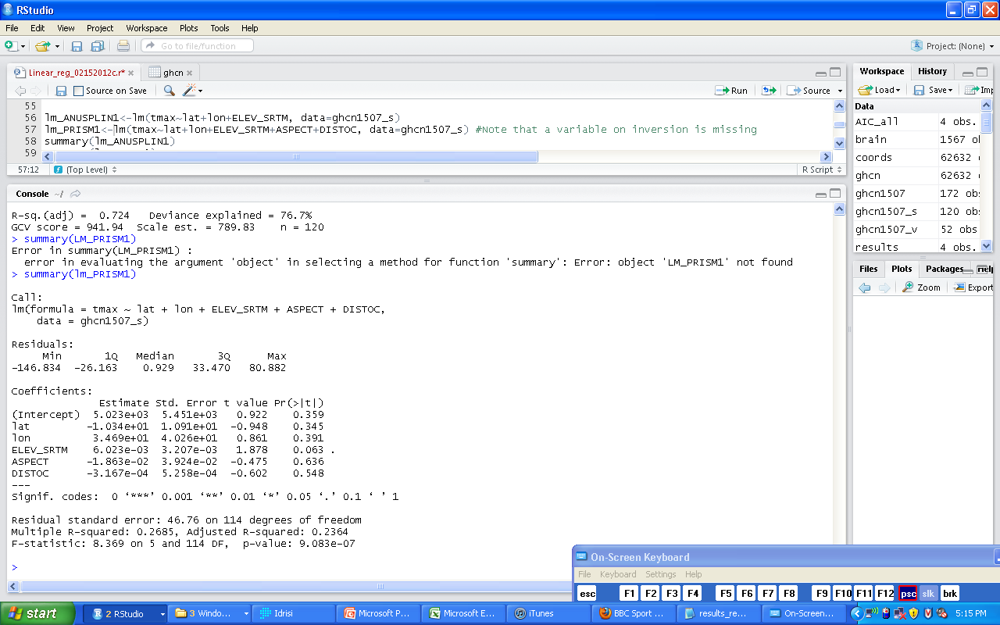 RStudio
File Edit View Project Workspace Plots Tools Help
Go to file/function Project: (None)
Linear_reg_02152012c.r* ghcn
Source on Save Run Source
55
56 lm_ANUSPLIN1<-lm(tmax~lat+lon+ELEV_SRTM, data=ghcn1507_s)
57 lm_PRISM1<-lm(tmax~lat+lon+ELEV_SRTM+ASPECT+DISTOC, data=ghcn1507_s) #Note that a variable on inversion is missing
58 summary(lm_ANUSPLIN1)
59
57:12 (Top Level) R Script
Console ~/
R-sq.(adj) = 0.724 Deviance explained = 76.7%
GCV score = 941.94 Scale est. = 789.83 n = 120
> summary(LM_PRISM1)
Error in summary(LM_PRISM1) :
error in evaluating the argument 'object' in selecting a method for function 'summary': Error: object 'LM_PRISM1' not found
> summary(lm_PRISM1)
Call:
lm(formula = tmax ~ lat + lon + ELEV_SRTM + ASPECT + DISTOC,
data = ghcn1507_s)
Residuals:
Min 1Q Median 3Q Max
-146.834 -26.163 0.929 33.470 80.882
Coefficients:
Estimate Std. Error t value Pr(>|t|)
(Intercept) 5.023e+03 5.451e+03 0.922 0.359
lat -1.034e+01 1.091e+01 -0.948 0.345
lon 3.469e+01 4.026e+01 0.861 0.391
ELEV_SRTM 6.023e-03 3.207e-03 1.878 0.063 .
ASPECT -1.863e-02 3.924e-02 -0.475 0.636
DISTOC -3.167e-04 5.258e-04 -0.602 0.548
---
Signif. codes: 0 ‘***’ 0.001 ‘**’ 0.01 ‘*’ 0.05 ‘.’ 0.1 ‘ ’ 1
Residual standard error: 46.76 on 114 degrees of freedom
Multiple R-squared: 0.2685, Adjusted R-squared: 0.2364
F-statistic: 8.369 on 5 and 114 DF, p-value: 9.083e-07
>
Workspace History
Load Save Imp
Data
AIC_all 4 obs.
brain 1567 ob
coords 62632 o
ghcn 62632 o
ghcn1507 172 obs
ghcn1507_s 120 obs
ghcn1507_v 52 obs
results 4 obs.
Files Plots Packages Help
Zoom Export
On-Screen Keyboard
File Keyboard Settings Help
esc F1 F2 F3 F4 F5 F6 F7 F8 F9 F10 F11 F12 psc slk brk
start 2 RStudio 3 Windo... Idrisi Microsoft P... Microsoft E... iTunes BBC Sport ... results_re... On-Screen... 5:15 PM